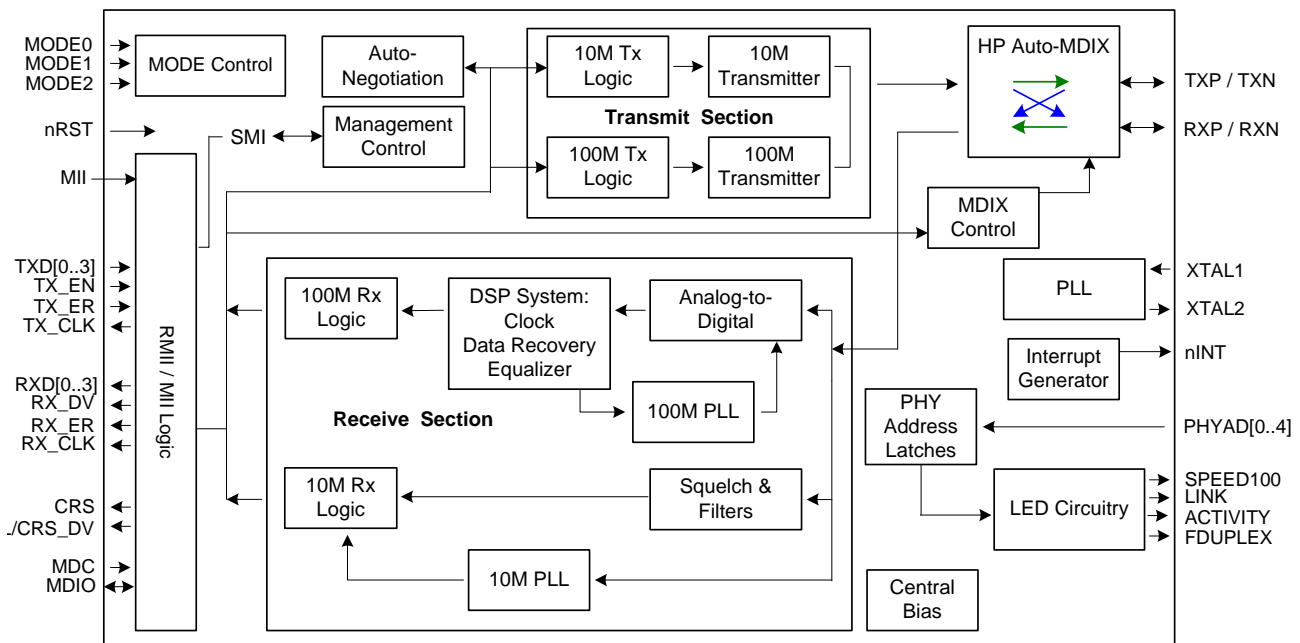 MODE0
MODE1
MODE2
nRST
MII
TXD[0..3]
TX_EN
TX_ER
TX_CLK
RXD[0..3]
RX_DV
RX_ER
RX_CLK
CRS
/CRS_DV
MDC
MDIO
MODE Control
RMII / MII Logic
SMI
Auto-
Negotiation
Management
Control
10M Tx
Logic
10M
Transmitter
Transmit Section
100M Tx
Logic
100M
Transmitter
HP Auto-MDIX
MDIX
Control
100M Rx
Logic
DSP System:
Clock
Data Recovery
Equalizer
Analog-to-
Digital
100M PLL
Receive Section
10M Rx
Logic
Squelch &
Filters
10M PLL
PLL
Interrupt
Generator
PHY
Address
Latches
LED Circuitry
Central
Bias
TXP / TXN
RXP / RXN
XTAL1
XTAL2
nINT
PHYAD[0..4]
SPEED100
LINK
ACTIVITY
FDUPLEX